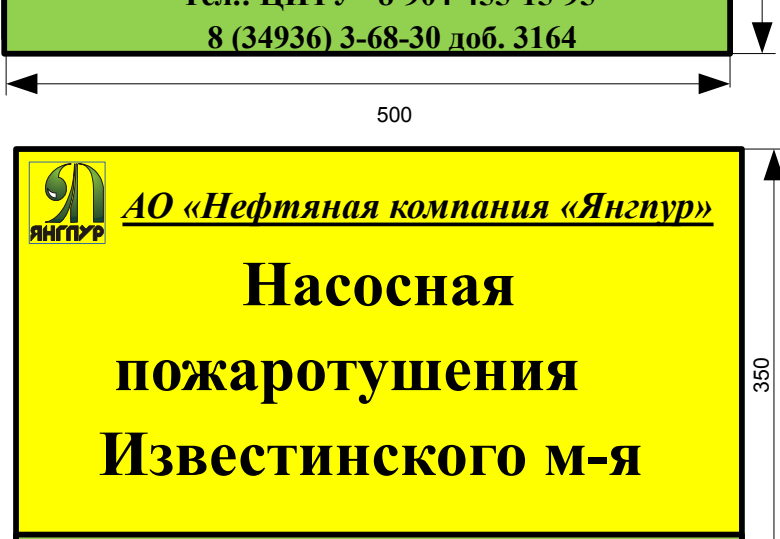 8 (34936) 3-68-30 доб. 3164
500
ЯНГПУР
АО «Нефтяная компания «Янгпур»
Насосная
пожаротушения
Известинского м-я
350